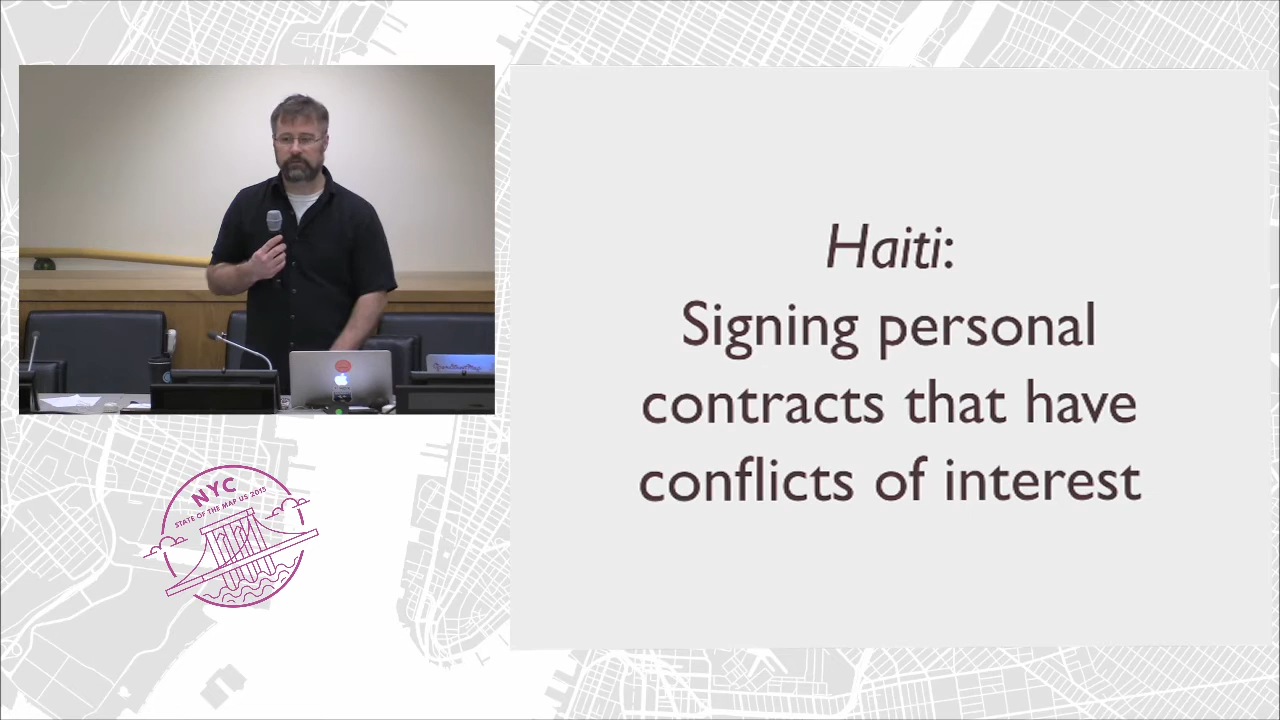 Haiti:
Signing personal
contracts that have
conflicts of interest
NYC
STATE OF THE MAP US 2015